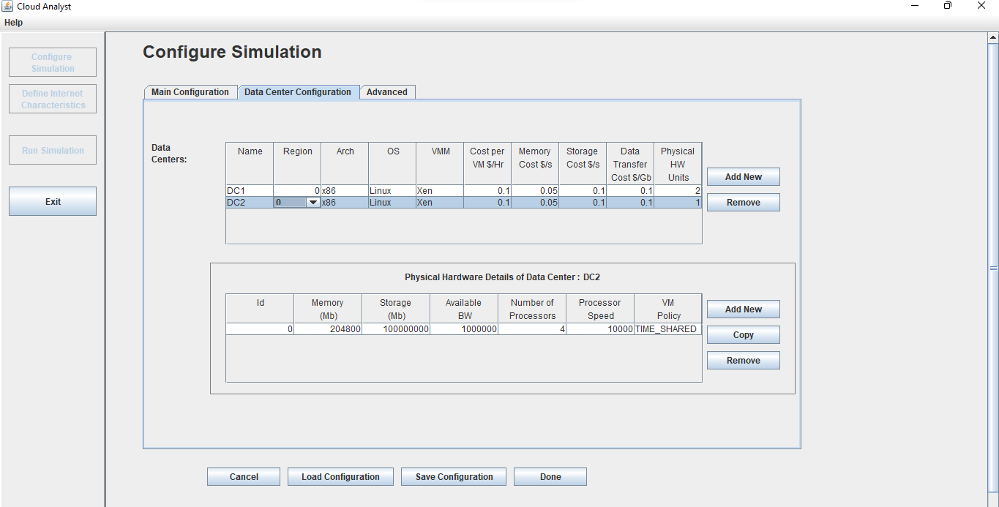 Cloud Analyst
Help
Configure
Simulation
Define Internet
Characteristics
Run Simulation
Exit
Configure Simulation
Main Configuration Data Center Configuration Advanced
Data
Centers:
Name Region Arch OS VMM Cost per Memory Storage Data Physical
VM $/Hr Cost $/s Cost $/s Transfer HW
Cost $/Gb Units
DC1 0 x86 Linux Xen 0.1 0.05 0.1 0.1 2
DC2 0 x86 Linux Xen 0.1 0.05 0.1 0.1 1
Add New
Remove
Physical Hardware Details of Data Center : DC2
Id Memory Storage Available Number of Processor VM
(Mb) (Mb) BW Processors Speed Policy
0 204800 100000000 1000000 4 10000 TIME_SHARED
Add New
Copy
Remove
Cancel Load Configuration Save Configuration Done